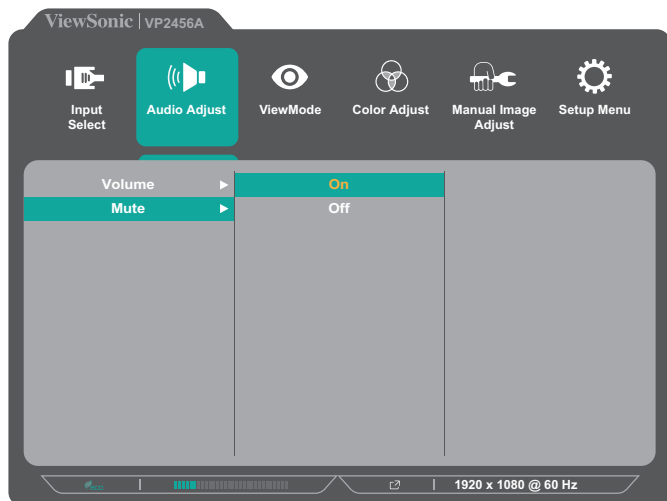 ViewSonic | VP2456A
Input Select
Audio Adjust
ViewMode
Color Adjust
Manual Image Adjust
Setup Menu
Volume
On
Mute
Off
1920 x 1080 @ 60 Hz